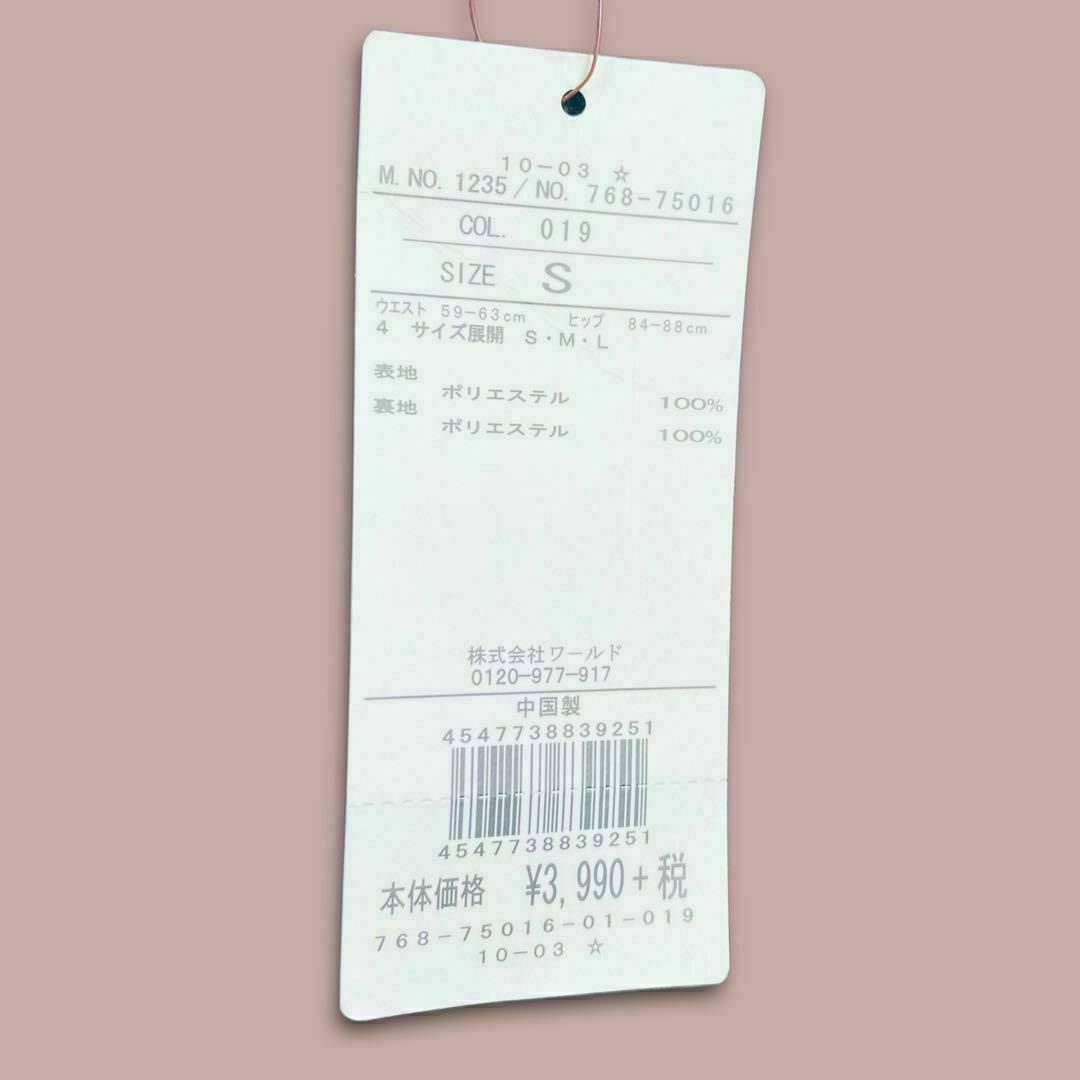 10-03 ☆
M.NO. 1235 / NO. 768-75016
COL. 019
SIZE S
ウエスト 59-63cm ヒップ 84-88cm
4 サイズ展開 S・M・L
表地
ポリエステル 100%
裏地
ポリエステル 100%
株式会社ワールド
0120-977-917
中国製
4547738839251
4547738839251
本体価格 ¥3,990+税
768-75016-01-019
10-03 ☆